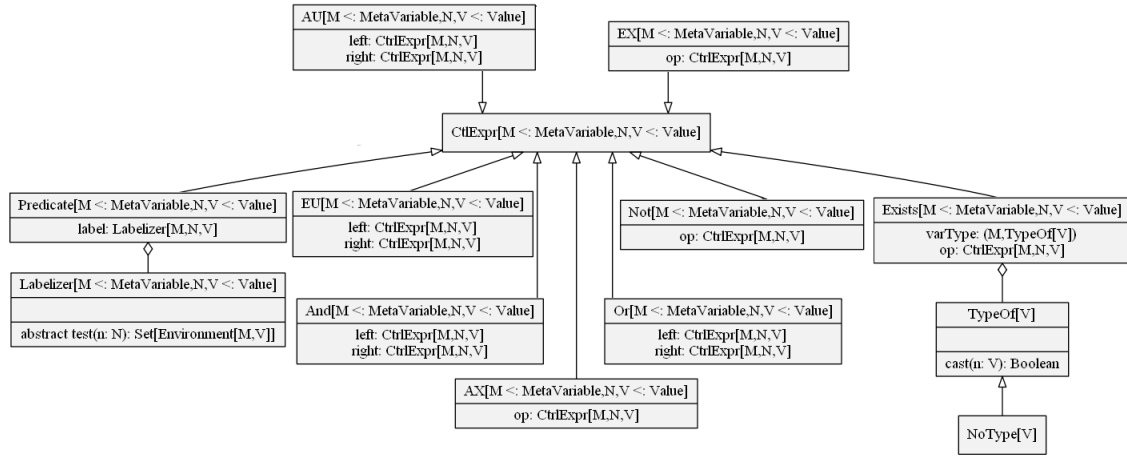 AU[M <: MetaVariable,N,V <: Value]
left: CtrlExpr[M,N,V]
right: CtrlExpr[M,N,V]
EX[M <: MetaVariable,N,V <: Value]
op: CtrlExpr[M,N,V]
CtlExpr[M <: MetaVariable,N,V <: Value]
Predicate[M <: MetaVariable,N,V <: Value]
label: Labelizer[M,N,V]
EU[M <: MetaVariable,N,V <: Value]
left: CtrlExpr[M,N,V]
right: CtrlExpr[M,N,V]
Not[M <: MetaVariable,N,V <: Value]
op: CtrlExpr[M,N,V]
Exists[M <: MetaVariable,N,V <: Value]
varType: (M,TypeOf[V])
op: CtrlExpr[M,N,V]
Labelizer[M <: MetaVariable,N,V <: Value]
abstract test(n: N): Set[Environment[M,V]]
And[M <: MetaVariable,N,V <: Value]
left: CtrlExpr[M,N,V]
right: CtrlExpr[M,N,V]
Or[M <: MetaVariable,N,V <: Value]
left: CtrlExpr[M,N,V]
right: CtrlExpr[M,N,V]
TypeOf[V]
cast(n: V): Boolean
AX[M <: MetaVariable,N,V <: Value]
op: CtrlExpr[M,N,V]
NoType[V]